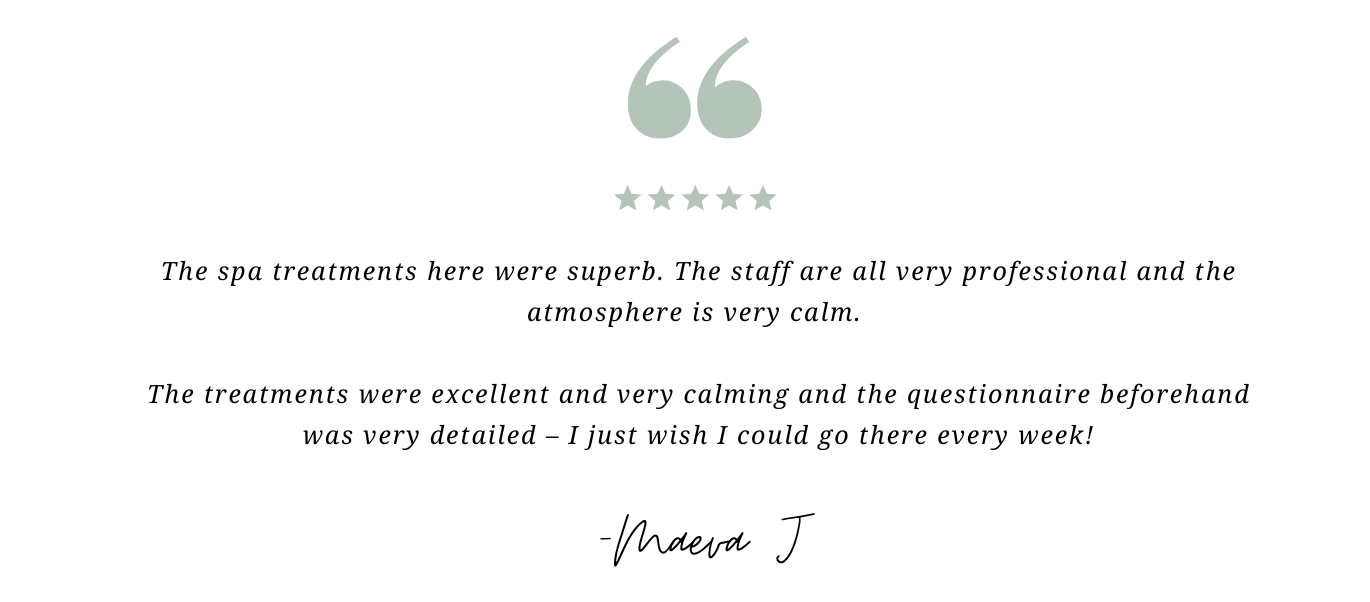 The spa treatments here were superb. The staff are all very professional and the
atmosphere is very calm.
The treatments were excellent and very calming and the questionnaire beforehand
was very detailed – I just wish I could go there every week!
-Maeva J